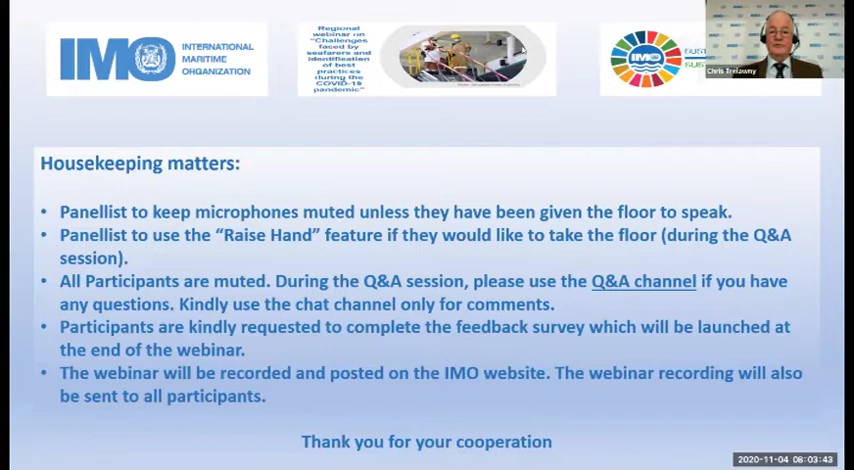 IMO
INTERNATIONAL
MARITIME
ORGANIZATION
Regional
webinar on
"Challenges
faced by
seafarers and
identification
of best
practices
during the
COVID-19
pandemic"
IMO
Chris Trelawny
Housekeeping matters:
• Panellist to keep microphones muted unless they have been given the floor to speak.
• Panellist to use the “Raise Hand” feature if they would like to take the floor (during the Q&A
session).
• All Participants are muted. During the Q&A session, please use the Q&A channel if you have
any questions. Kindly use the chat channel only for comments.
• Participants are kindly requested to complete the feedback survey which will be launched at
the end of the webinar.
• The webinar will be recorded and posted on the IMO website. The webinar recording will also
be sent to all participants.
Thank you for your cooperation
2020-11-04 08:03:43